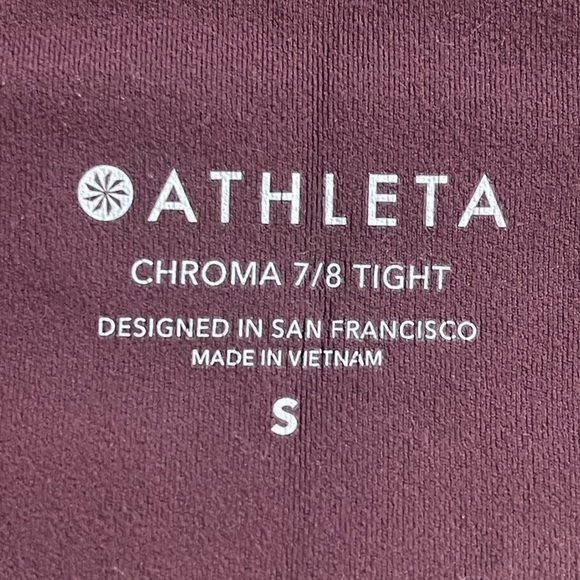 ATHLETA
CHROMA 7/8 TIGHT
DESIGNED IN SAN FRANCISCO
MADE IN VIETNAM
S